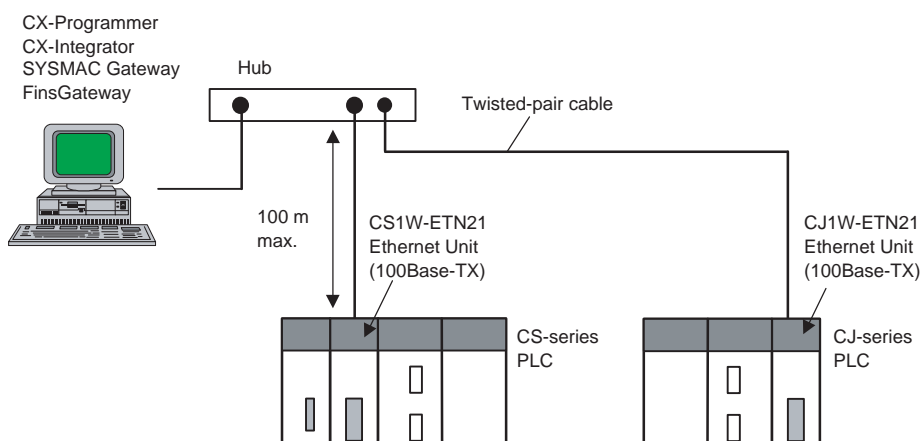 CX-Programmer
CX-Integrator
SYSMAC Gateway
FinsGateway
Hub
Twisted-pair cable
100 m
max.
CS1W-ETN21
Ethernet Unit
(100Base-TX)
CJ1W-ETN21
Ethernet Unit
(100Base-TX)
CS-series
PLC
CJ-series
PLC